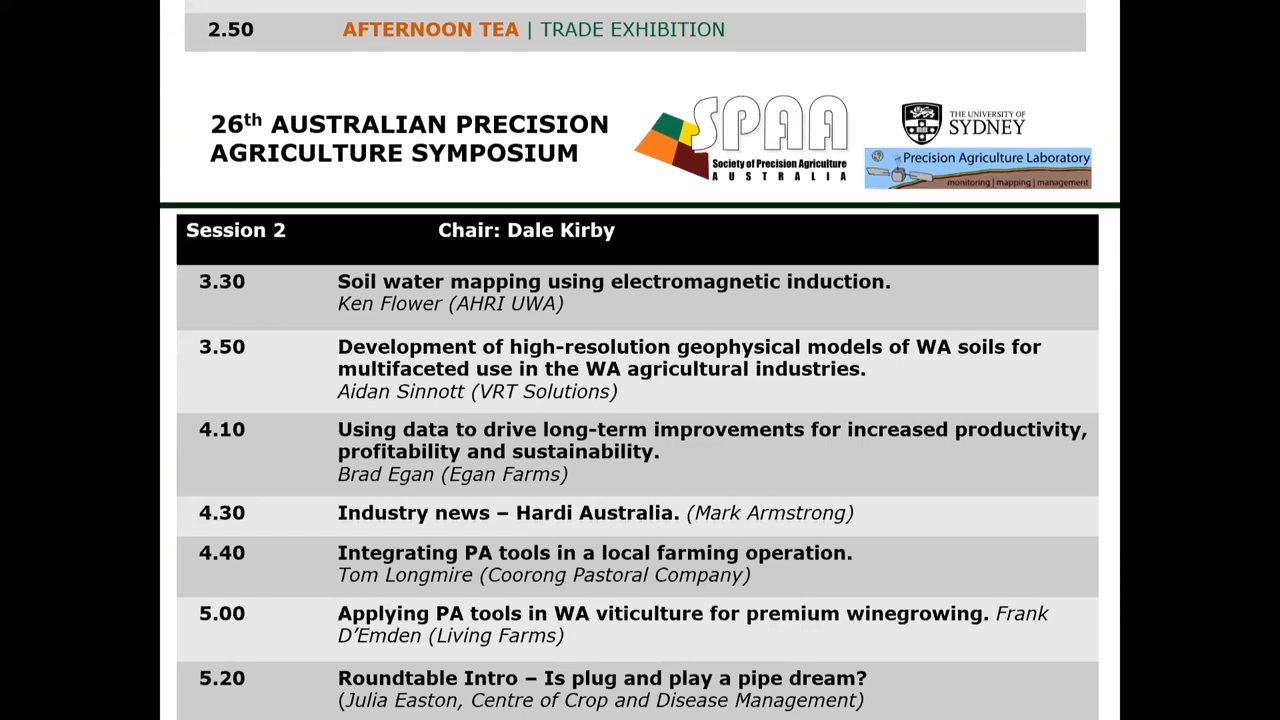 2.50 AFTERNOON TEA | TRADE EXHIBITION
26th AUSTRALIAN PRECISION
AGRICULTURE SYMPOSIUM
SPAA
Society of Precision Agriculture
AUSTRALIA
THE UNIVERSITY OF
SYDNEY
Precision Agriculture Laboratory
monitoring | mapping | management
Session 2 Chair: Dale Kirby
3.30 Soil water mapping using electromagnetic induction.
Ken Flower (AHRI UWA)
3.50 Development of high-resolution geophysical models of WA soils for
multifaceted use in the WA agricultural industries.
Aidan Sinnott (VRT Solutions)
4.10 Using data to drive long-term improvements for increased productivity,
profitability and sustainability.
Brad Egan (Egan Farms)
4.30 Industry news – Hardi Australia. (Mark Armstrong)
4.40 Integrating PA tools in a local farming operation.
Tom Longmire (Coorong Pastoral Company)
5.00 Applying PA tools in WA viticulture for premium winegrowing. Frank
D’Emden (Living Farms)
5.20 Roundtable Intro – Is plug and play a pipe dream?
(Julia Easton, Centre of Crop and Disease Management)